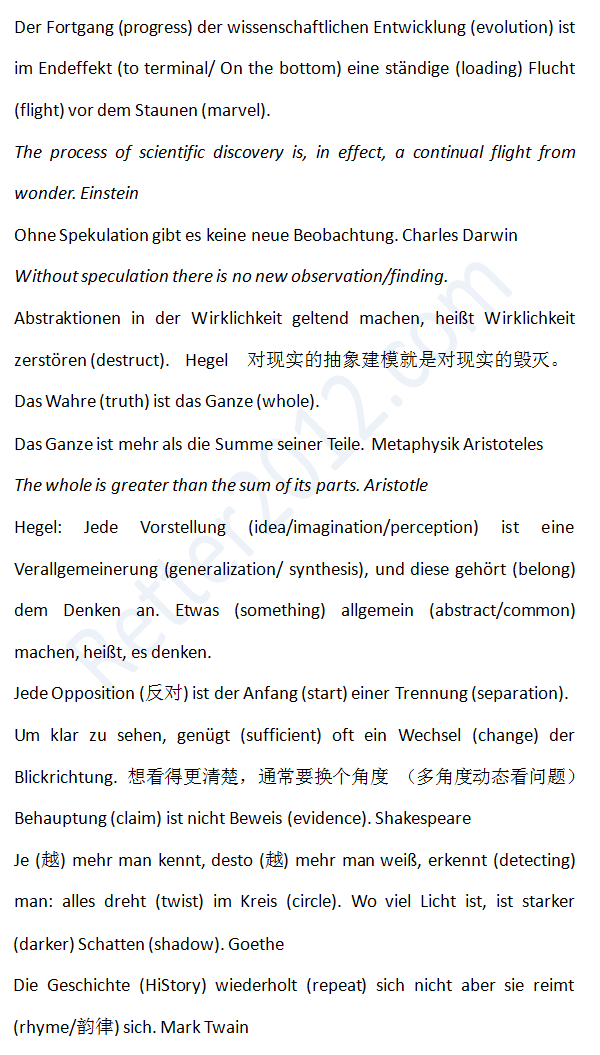 Der Fortgang (progress) der wissenschaftlichen Entwicklung (evolution) ist
im Endeffekt (to terminal/ On the bottom) eine ständige (loading) Flucht
(flight) vor dem Staunen (marvel).
The process of scientific discovery is, in effect, a continual flight from
wonder. Einstein
Ohne Spekulation gibt es keine neue Beobachtung. Charles Darwin
Without speculation there is no new observation/finding.
Abstraktionen in der Wirklichkeit geltend machen, heißt Wirklichkeit
zerstören (destruct). Hegel 对现实的抽象建模就是对现实的毁灭。
Das Wahre (truth) ist das Ganze (whole).
Das Ganze ist mehr als die Summe seiner Teile. Metaphysik Aristoteles
The whole is greater than the sum of its parts. Aristotle
Hegel: Jede Vorstellung (idea/imagination/perception) ist eine
Verallgemeinerung (generalization/ synthesis), und diese gehört (belong)
dem Denken an. Etwas (something) allgemein (abstract/common)
machen, heißt, es denken.
Jede Opposition (反对) ist der Anfang (start) einer Trennung (separation).
Um klar zu sehen, genügt (sufficient) oft ein Wechsel (change) der
Blickrichtung. 想看得更清楚，通常要换个角度 （多角度动态看问题）
Behauptung (claim) ist nicht Beweis (evidence). Shakespeare
Je (越) mehr man kennt, desto (越) mehr man weiß, erkennt (detecting)
man: alles dreht (twist) im Kreis (circle). Wo viel Licht ist, ist starker
(darker) Schatten (shadow). Goethe
Die Geschichte (HiStory) wiederholt (repeat) sich nicht aber sie reimt
(rhyme/韵律) sich. Mark Twain
Retter2012.com